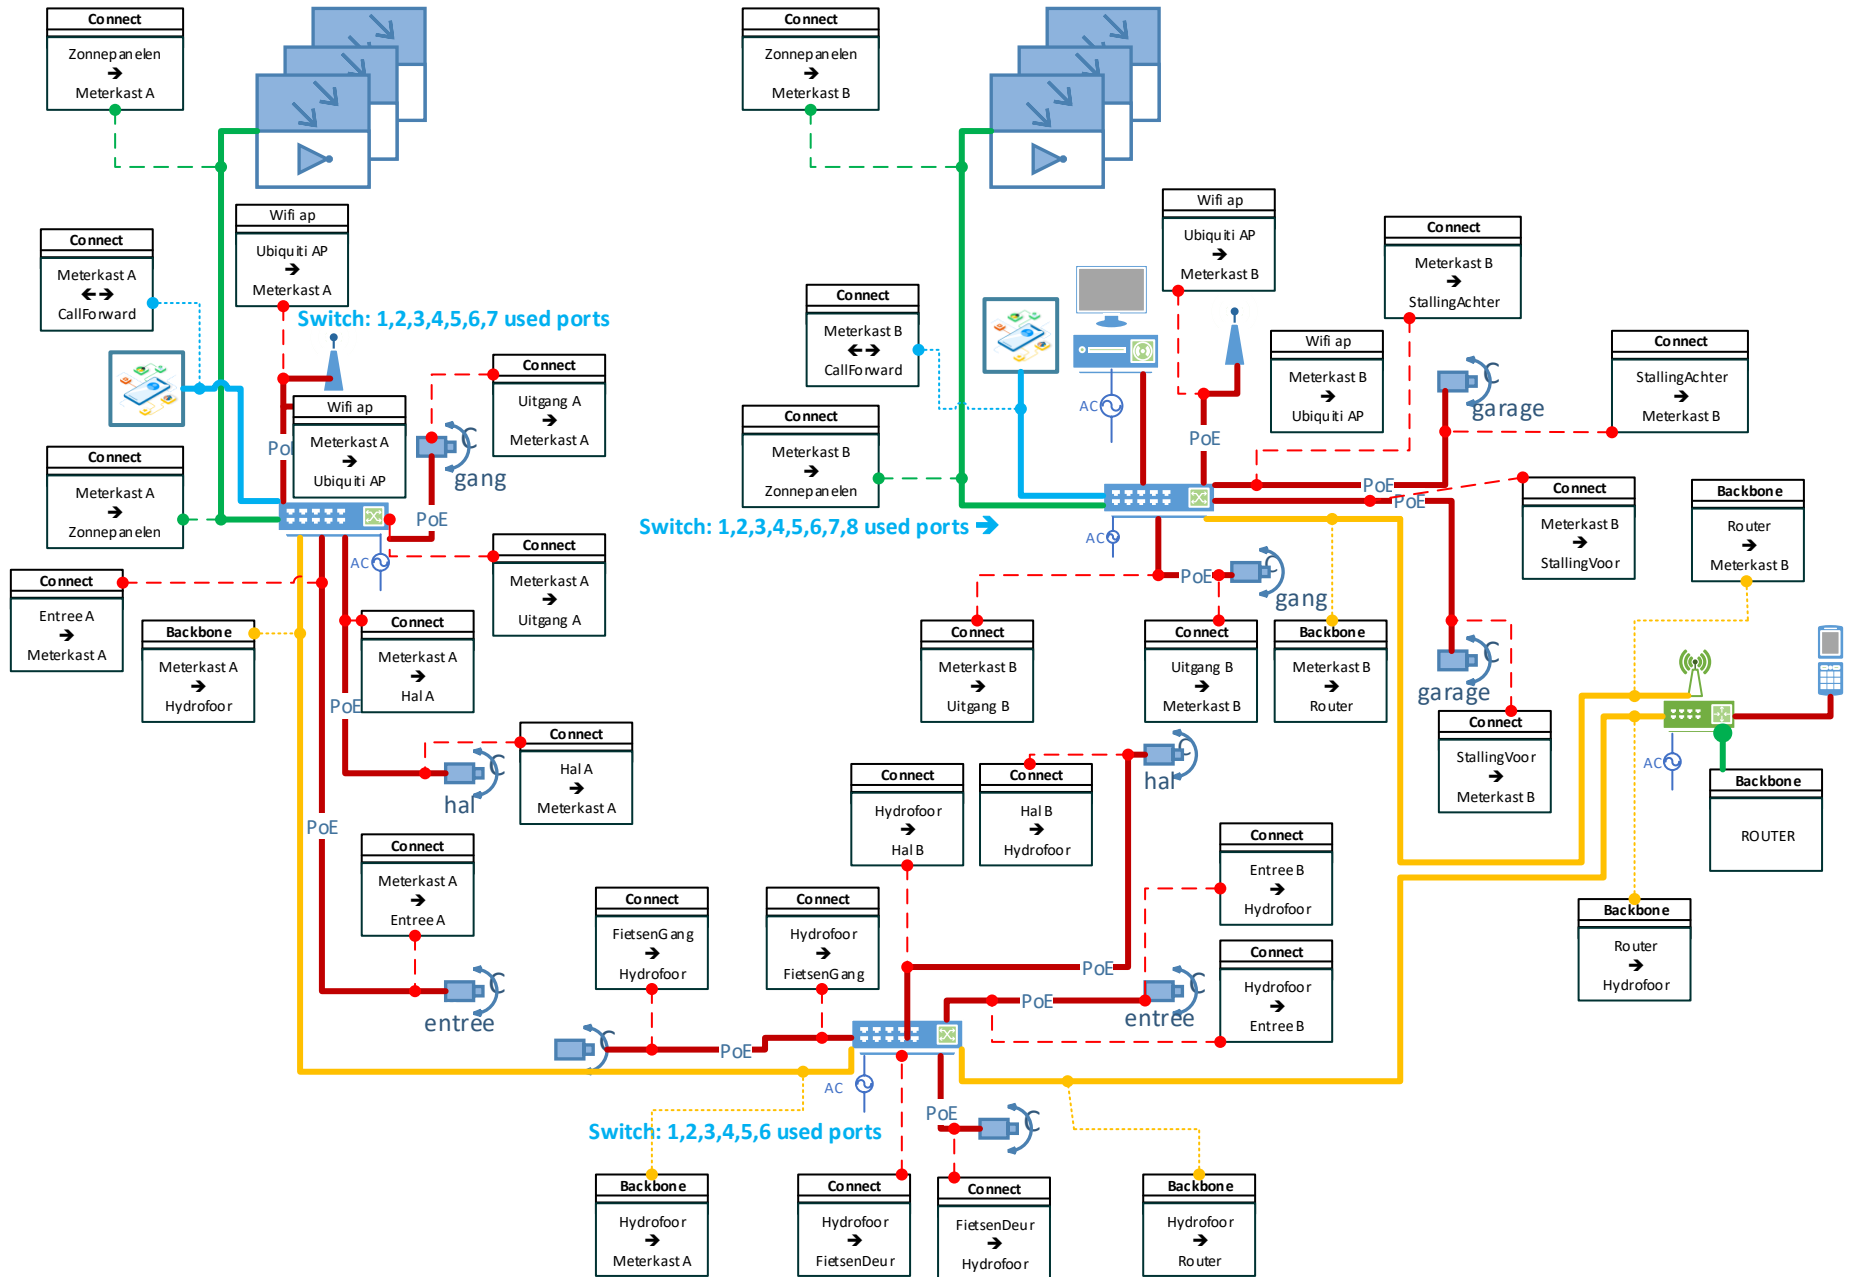 Connect
Zonnepanelen
➔
Meterkast A
Connect
Zonnepanelen
➔
Meterkast B
Wifi ap
Ubiquiti AP
➔
Meterkast A
Connect
Meterkast A
←→
CallForward
Switch: 1,2,3,4,5,6,7 used ports
Wifi ap
Meterkast A
➔
Ubiquiti AP
PoE
Connect
Uitgang A
➔
Meterkast A
gang
PoE
Connect
Meterkast A
➔
Zonnepanelen
AC
Connect
Meterkast A
➔
Uitgang A
Connect
Entree A
➔
Meterkast A
Backbone
Meterkast A
➔
Hydrofoor
Connect
Meterkast A
➔
Hal A
PoE
Connect
Hal A
➔
Meterkast A
hal
PoE
Connect
Meterkast A
➔
Entree A
entree
Wifi ap
Ubiquiti AP
➔
Meterkast B
Connect
Meterkast B
➔
StallingAchter
Connect
Meterkast B
←→
CallForward
AC
PoE
Wifi ap
Meterkast B
➔
Ubiquiti AP
garage
Connect
StallingAchter
➔
Meterkast B
Connect
Meterkast B
➔
Zonnepanelen
PoE
PoE
Switch: 1,2,3,4,5,6,7,8 used ports ➔
AC
Connect
Meterkast B
➔
StallingVoor
Backbone
Router
➔
Meterkast B
PoE
gang
Connect
Meterkast B
➔
Uitgang B
Connect
Uitgang B
➔
Meterkast B
Backbone
Meterkast B
➔
Router
garage
Connect
StallingVoor
➔
Meterkast B
AC
Backbone
ROUTER
Connect
Hydrofoor
➔
Hal B
Connect
Hal B
➔
Hydrofoor
hal
Connect
Entree B
➔
Hydrofoor
Connect
FietsenGang
➔
Hydrofoor
Connect
Hydrofoor
➔
FietsenGang
PoE
Connect
Hydrofoor
➔
Entree B
Backbone
Router
➔
Hydrofoor
PoE
entree
PoE
AC
PoE
Switch: 1,2,3,4,5,6 used ports
Backbone
Hydrofoor
➔
Meterkast A
Connect
Hydrofoor
➔
FietsenDeur
Connect
FietsenDeur
➔
Hydrofoor
Backbone
Hydrofoor
➔
Router